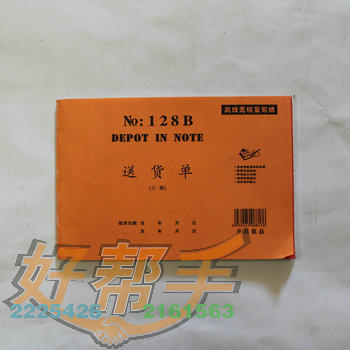 高级无碳复写纸
No: 128B
DEPOT IN NOTE
送货单
(三联)
使用日期 自 年 月 日
至 年 月 日
好帮手
2225426 2161563